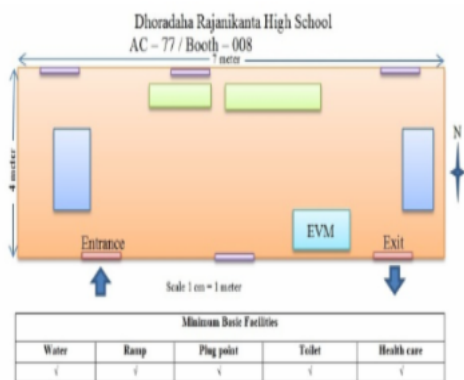 Dhoradaha Rajanikanta High School
AC – 77 / Booth – 008
7 meter
4 meter
N
EVM
Entrance
Exit
Scale 1 cm = 1 meter
Minimum Basic Facilities
Water Ramp Plug point Toilet Health care
√ √ √ √ √